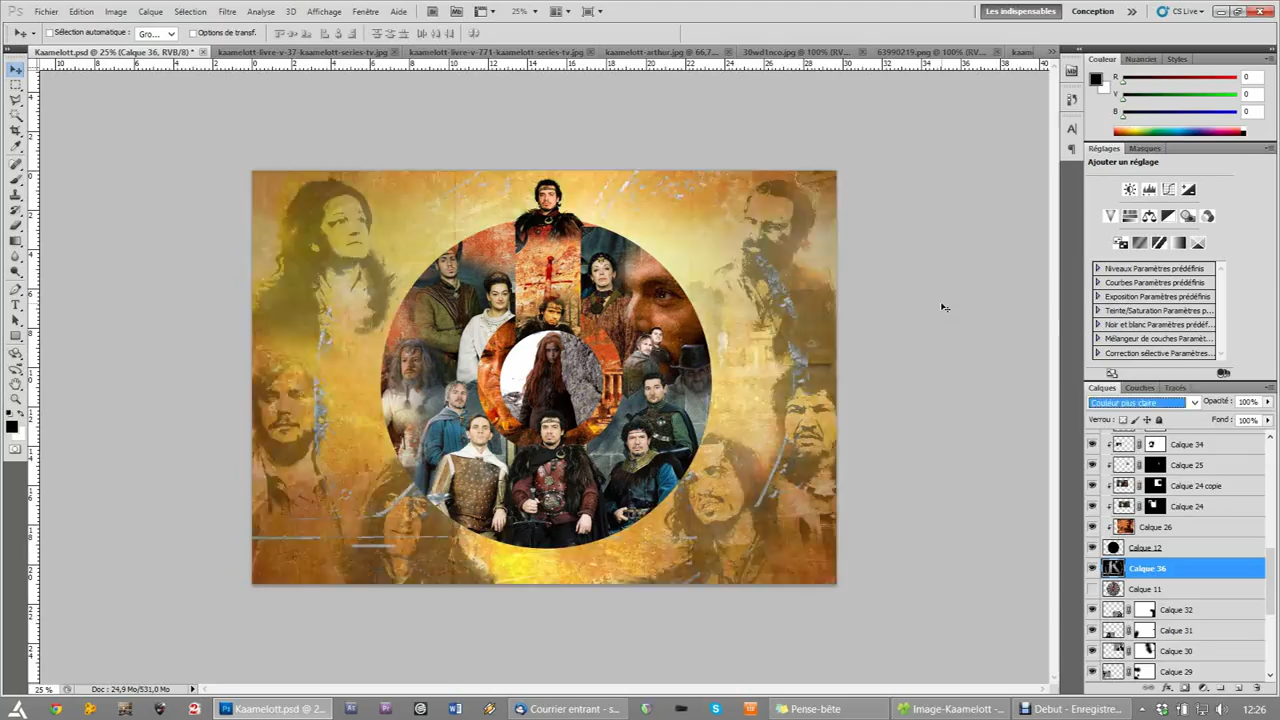 Fichier Edition Image Calque Sélection Filtre Analyse 3D Affichage Fenêtre Aide 25% Les indispensables Conception CS Live
Sélection automatique : Gro... Options de transf.
Kaamelott.psd @ 25% (Calque 36, RVB/8) * kaamelott-livre-v-37-kaamelott-series-tv.jpg kaamelott-livre-v-771-kaamelott-series-tv.jpg kaamelott-arthur.jpg @ 66,7... 30wd1nco.jpg @ 100% (RV... 63990219.png @ 100% (RVB... kaam
Couleur Nuancier Styles
R 0
V 0
B 0
Réglages Masques
Ajouter un réglage
Niveaux Paramètres prédéfinis
Courbes Paramètres prédéfinis
Exposition Paramètres prédéfinis
Teinte/Saturation Paramètres p...
Noir et blanc Paramètres prédéf...
Mélangeur de couches Paramètr...
Correction sélective Paramètres...
Calques Couches Tracés
Couleur plus claire Opacité : 100%
Verrou : Fond : 100%
Calque 34
Calque 25
Calque 24 copie
Calque 24
Calque 26
Calque 12
Calque 36
Calque 11
Calque 32
Calque 31
Calque 30
Calque 29
25 % Doc : 24,9 Mo/531,0 Mo
Kaamelott.psd @ 2... Courrier entrant - s... Pense-bête Image-Kaamelott -... Debut - Enregistre... 12:26